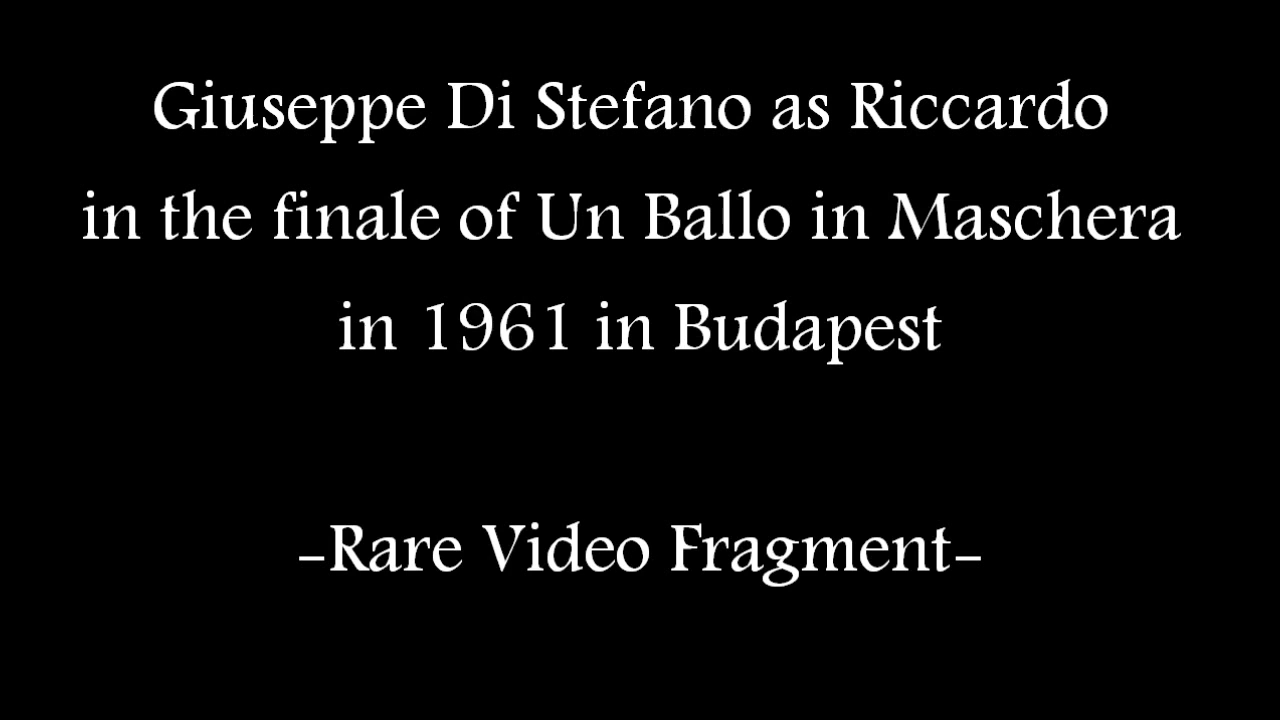 Giuseppe Di Stefano as Riccardo
in the finale of Un Ballo in Maschera
in 1961 in Budapest
-Rare Video Fragment-